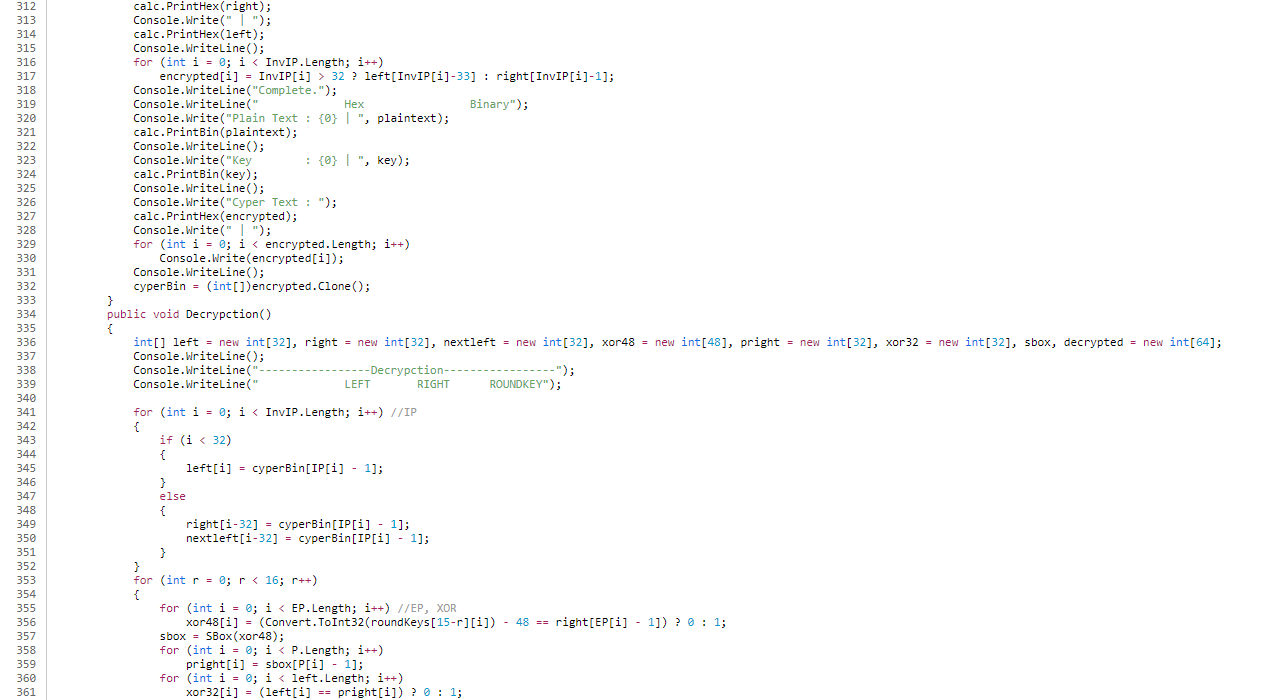 312 calc.PrintHex(right);
313 Console.Write(" | ");
314 calc.PrintHex(left);
315 Console.WriteLine();
316 for (int i = 0; i < InvIP.Length; i++)
317 encrypted[i] = InvIP[i] > 32 ? left[InvIP[i]-33] : right[InvIP[i]-1];
318 Console.WriteLine("Complete.");
319 Console.WriteLine("             Hex                Binary");
320 Console.Write("Plain Text : {0} | ", plaintext);
321 calc.PrintBin(plaintext);
322 Console.WriteLine();
323 Console.Write("Key        : {0} | ", key);
324 calc.PrintBin(key);
325 Console.WriteLine();
326 Console.Write("Cyper Text : ");
327 calc.PrintHex(encrypted);
328 Console.Write(" | ");
329 for (int i = 0; i < encrypted.Length; i++)
330 Console.Write(encrypted[i]);
331 Console.WriteLine();
332 cyperBin = (int[])encrypted.Clone();
333 }
334 public void Decrypction()
335 {
336 int[] left = new int[32], right = new int[32], nextleft = new int[32], xor48 = new int[48], pright = new int[32], xor32 = new int[32], sbox, decrypted = new int[64];
337 Console.WriteLine();
338 Console.WriteLine("-----------------Decrypction-----------------");
339 Console.WriteLine("             LEFT       RIGHT      ROUNDKEY");
340
341 for (int i = 0; i < InvIP.Length; i++) //IP
342 {
343 if (i < 32)
344 {
345 left[i] = cyperBin[IP[i] - 1];
346 }
347 else
348 {
349 right[i-32] = cyperBin[IP[i] - 1];
350 nextleft[i-32] = cyperBin[IP[i] - 1];
351 }
352 }
353 for (int r = 0; r < 16; r++)
354 {
355 for (int i = 0; i < EP.Length; i++) //EP, XOR
356 xor48[i] = (Convert.ToInt32(roundKeys[15-r][i]) - 48 == right[EP[i] - 1]) ? 0 : 1;
357 sbox = SBox(xor48);
358 for (int i = 0; i < P.Length; i++)
359 pright[i] = sbox[P[i] - 1];
360 for (int i = 0; i < left.Length; i++)
361 xor32[i] = (left[i] == pright[i]) ? 0 : 1;